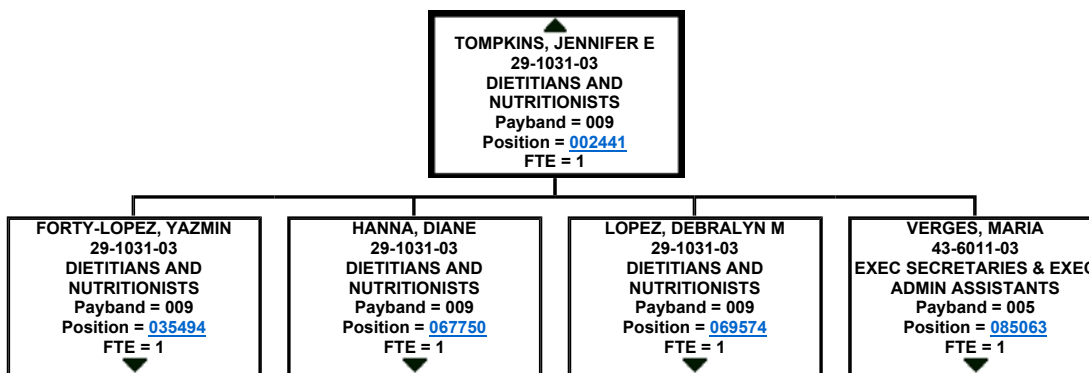 TOMPKINS, JENNIFER E
29-1031-03
DIETITIANS AND
NUTRITIONISTS
Payband = 009
Position = 002441
FTE = 1
FORTY-LOPEZ, YAZMIN
29-1031-03
DIETITIANS AND
NUTRITIONISTS
Payband = 009
Position = 035494
FTE = 1
HANNA, DIANE
29-1031-03
DIETITIANS AND
NUTRITIONISTS
Payband = 009
Position = 067750
FTE = 1
LOPEZ, DEBRALYN M
29-1031-03
DIETITIANS AND
NUTRITIONISTS
Payband = 009
Position = 069574
FTE = 1
VERGES, MARIA
43-6011-03
EXEC SECRETARIES & EXEC
ADMIN ASSISTANTS
Payband = 005
Position = 085063
FTE = 1